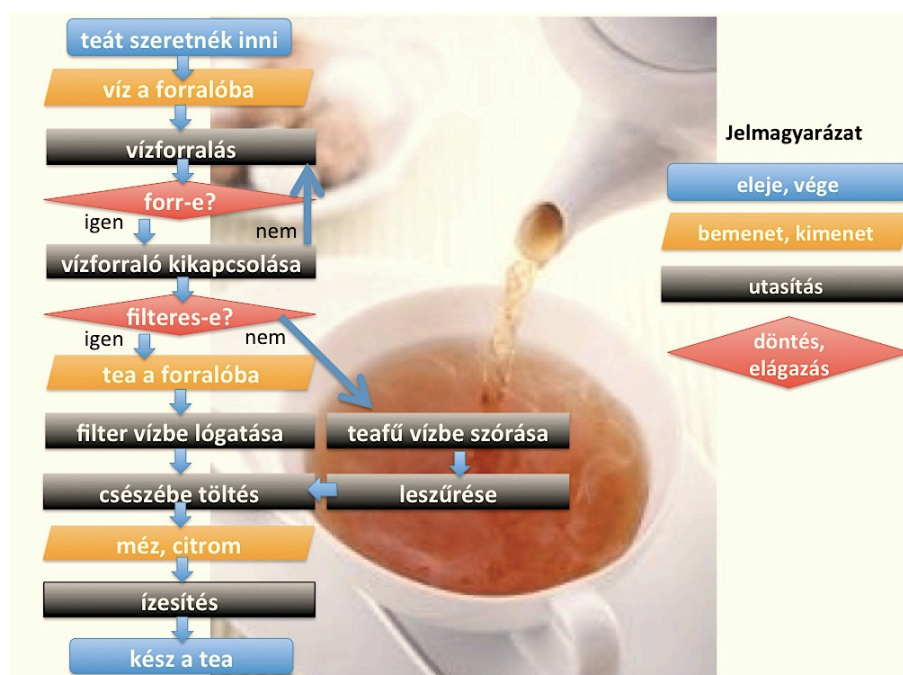 teát szeretnék inni
víz a forralóba
vízforralás
forr-e?
igen
nem
vízforraló kikapcsolása
filteres-e?
igen
nem
tea a forralóba
filter vízbe lógatása
teafű vízbe szórása
csészébe töltés
leszűrése
méz, citrom
ízesítés
kész a tea
Jelmagyarázat
eleje, vége
bemenet, kimenet
utasítás
döntés,
elágazás